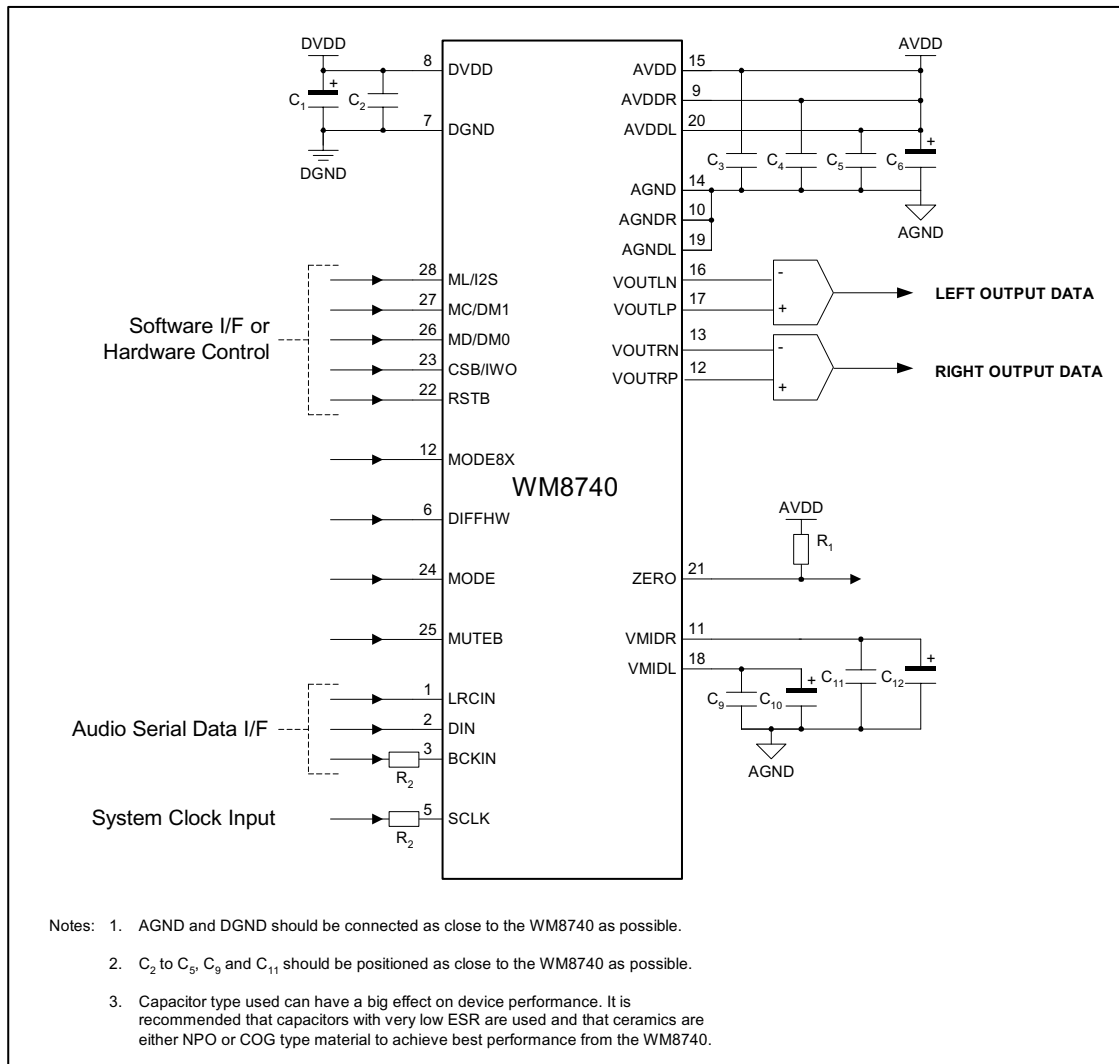 DVDD
AVDD
8 DVDD
AVDD 15
AVDDR 9
AVDDL 20
C1 + C2
7 DGND
DGND
C3 C4 C5 C6 +
AGND 14
AGNDR 10
AGNDL 19
AGND
28 ML/I2S
27 MC/DM1
26 MD/DM0
23 CSB/IWO
22 RSTB
Software I/F or
Hardware Control
VOUTLN 16 -
VOUTLP 17 +
LEFT OUTPUT DATA
VOUTRN 13 -
VOUTRP 12 +
RIGHT OUTPUT DATA
12 MODE8X
WM8740
6 DIFFHW
AVDD
R1
24 MODE
ZERO 21
25 MUTEB
VMIDR 11
VMIDL 18
C9 C10 + C11 C12 +
AGND
Audio Serial Data I/F
1 LRCIN
2 DIN
3 BCKIN
R2
System Clock Input
5 SCLK
R2
Notes: 1. AGND and DGND should be connected as close to the WM8740 as possible.
2. C2 to C5, C9 and C11 should be positioned as close to the WM8740 as possible.
3. Capacitor type used can have a big effect on device performance. It is
recommended that capacitors with very low ESR are used and that ceramics are
either NPO or COG type material to achieve best performance from the WM8740.